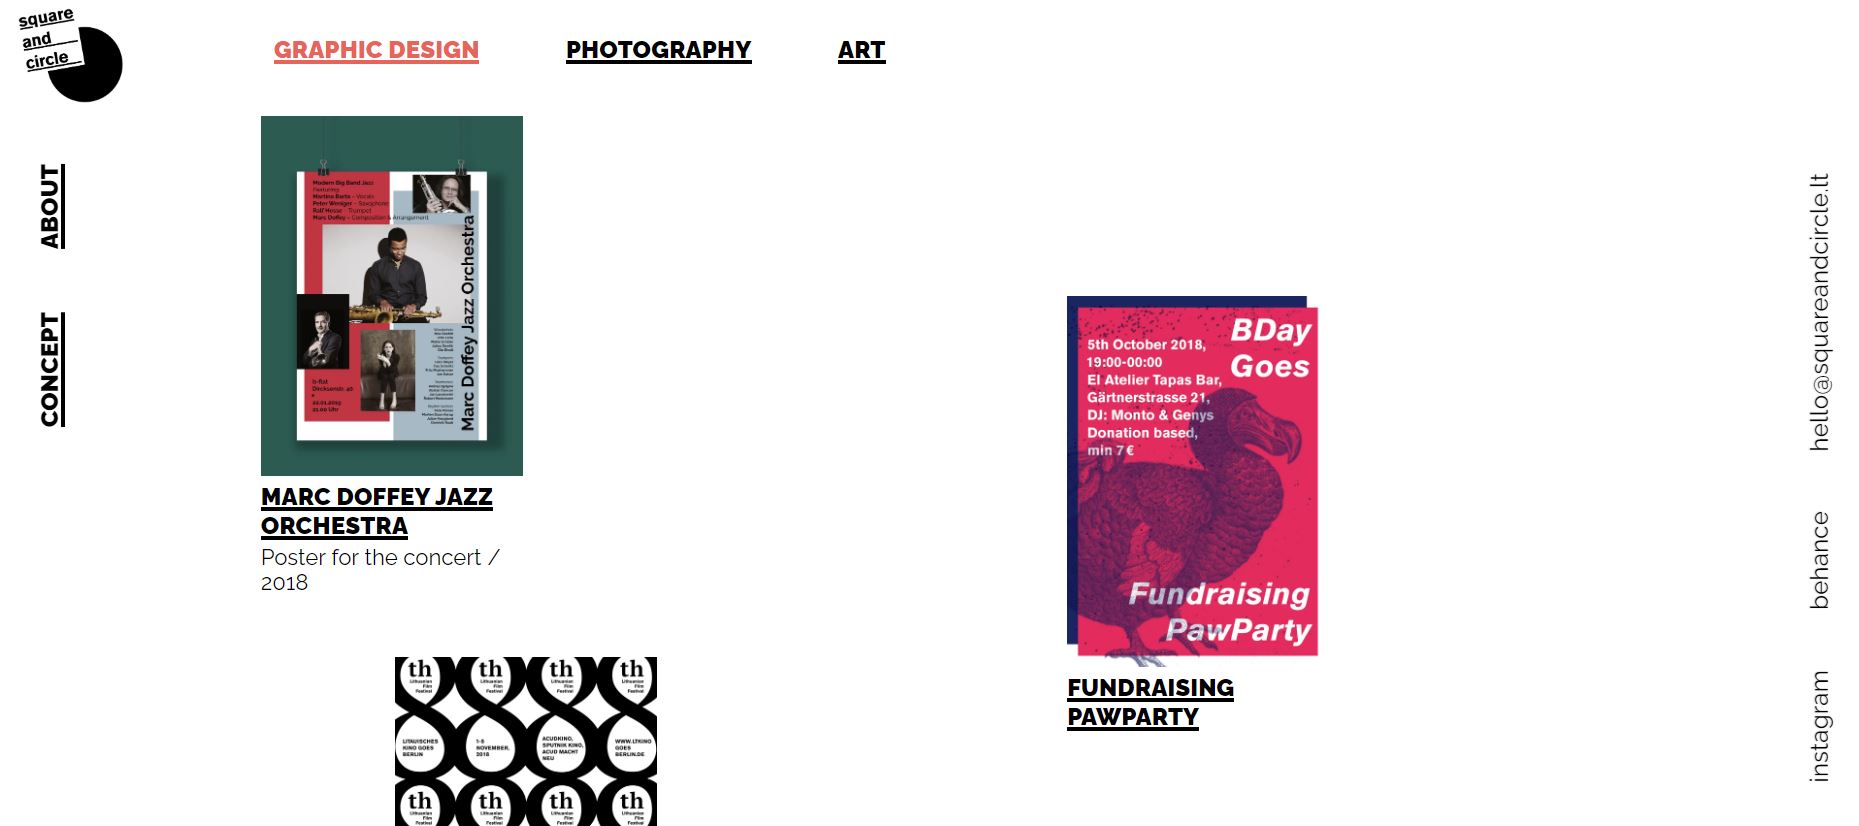 square
and
circle
GRAPHIC DESIGN
PHOTOGRAPHY
ART
ABOUT
CONCEPT
Modern Big Band Jazz
Featuring
Martina Barta – Vocals
Peter Weniger – Saxophone
Ralf Hesse – Trumpet
Marc Doffey – Composition & Arrangement
Marc Doffey Jazz Orchestra
b-flat
Dircksenstr. 40
22.01.2019
21.00 Uhr
MARC DOFFEY JAZZ
ORCHESTRA
Poster for the concert /
2018
BDay
Goes
5th October 2018,
19:00-00:00
El Atelier Tapas Bar,
Gärtnerstrasse 21,
DJ: Monto & Genys
Donation based,
min 7 €
Fundraising
PawParty
FUNDRAISING
PAWPARTY
th
Lithuanian
Film
Festival
th
Lithuanian
Film
Festival
th
Lithuanian
Film
Festival
th
Lithuanian
Film
Festival
LITAUISCHES
KINO GOES
BERLIN
1-5
NOVEMBER,
2018
ACUDKINO,
SPUTNIK KINO,
ACUD MACHT
NEU
WWW.LTKINO
GOES
BERLIN.DE
th
Lithuanian
Film
Festival
th
Lithuanian
Film
Festival
th
Lithuanian
Film
Festival
th
Lithuanian
Film
Festival
hello@squareandcircle.lt
behance
instagram